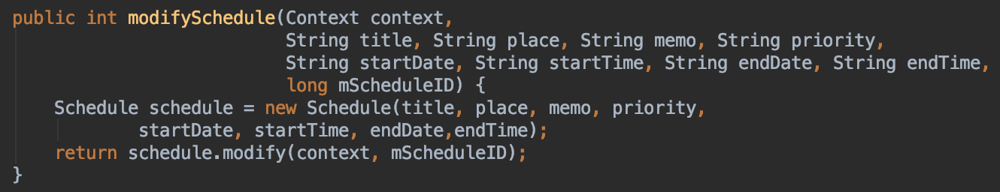 public int modifySchedule(Context context,
String title, String place, String memo, String priority,
String startDate, String startTime, String endDate, String endTime,
long mScheduleID) {
Schedule schedule = new Schedule(title, place, memo, priority,
startDate, startTime, endDate,endTime);
return schedule.modify(context, mScheduleID);
}